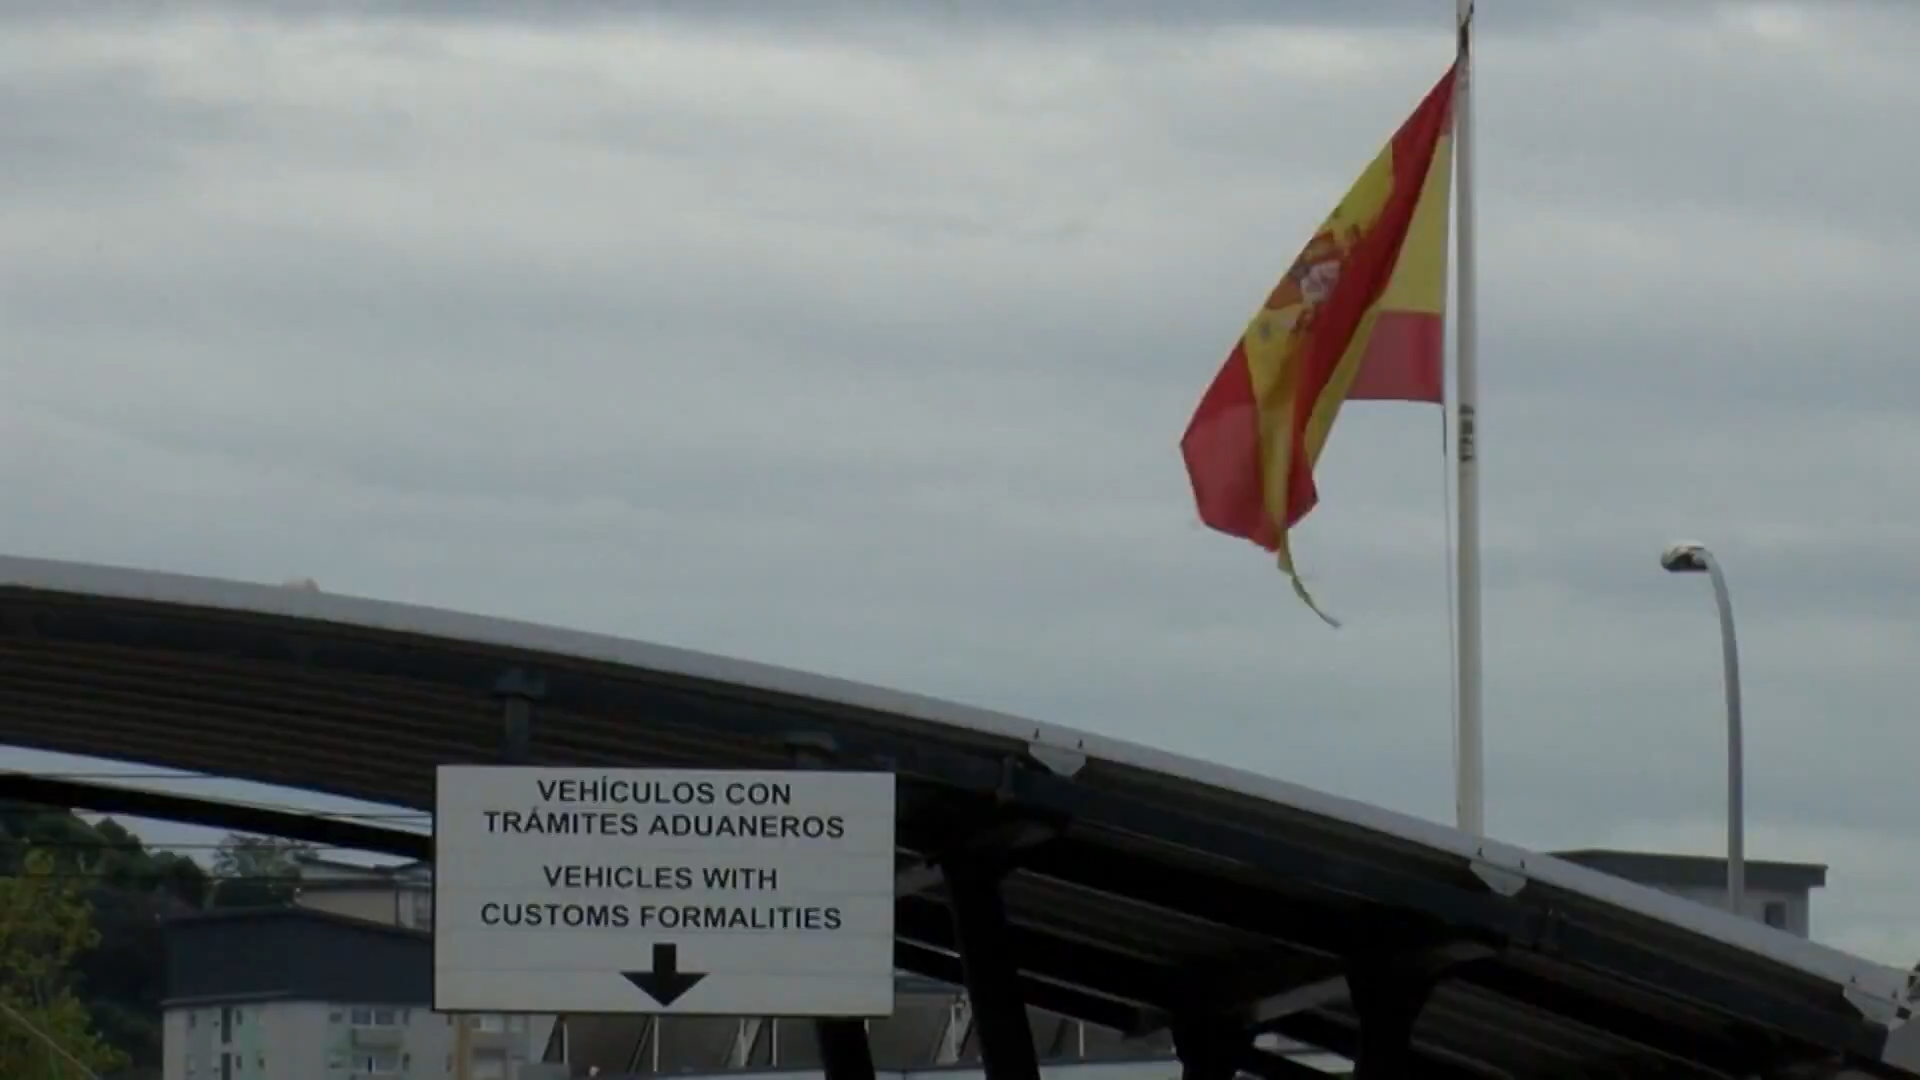 VEHÍCULOS CON
TRÁMITES ADUANEROS
VEHICLES WITH
CUSTOMS FORMALITIES